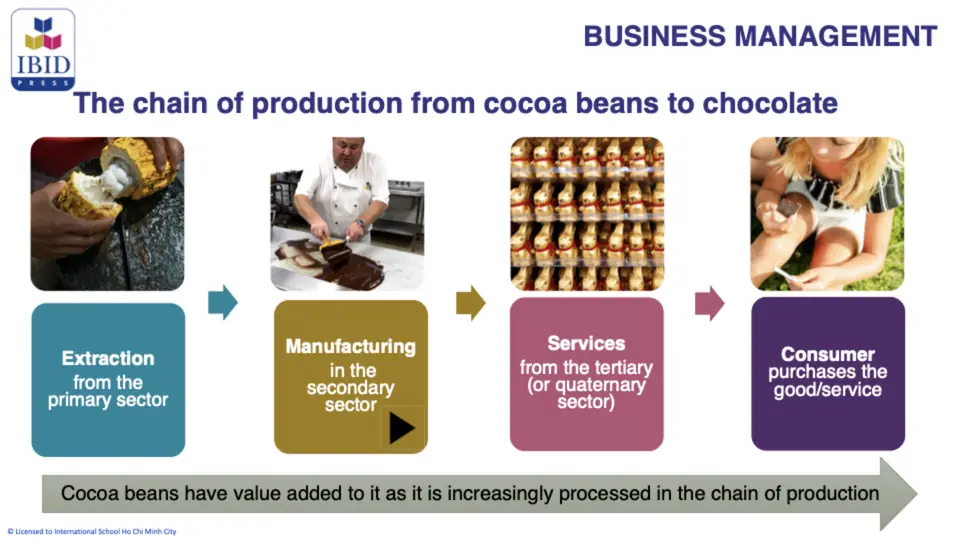 IBID
PRESS
BUSINESS MANAGEMENT
The chain of production from cocoa beans to chocolate
Extraction
from the
primary sector
Manufacturing
in the
secondary
sector
Services
from the tertiary
(or quaternary
sector)
Consumer
purchases the
good/service
Cocoa beans have value added to it as it is increasingly processed in the chain of production
© Licensed to International School Ho Chi Minh City